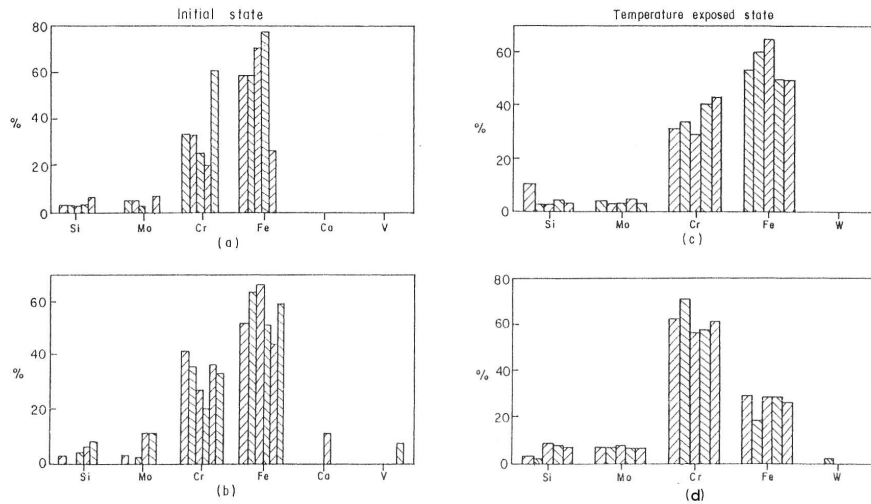 Initial state
80
60
40
%
20
0
Si Mo Cr Fe Ca V
(a)
60
40
%
20
0
Si Mo Cr Fe Ca V
(b)
Temperature exposed state
60
40
%
20
0
Si Mo Cr Fe W
(c)
80
60
40
%
20
0
Si Mo Cr Fe W
(d)